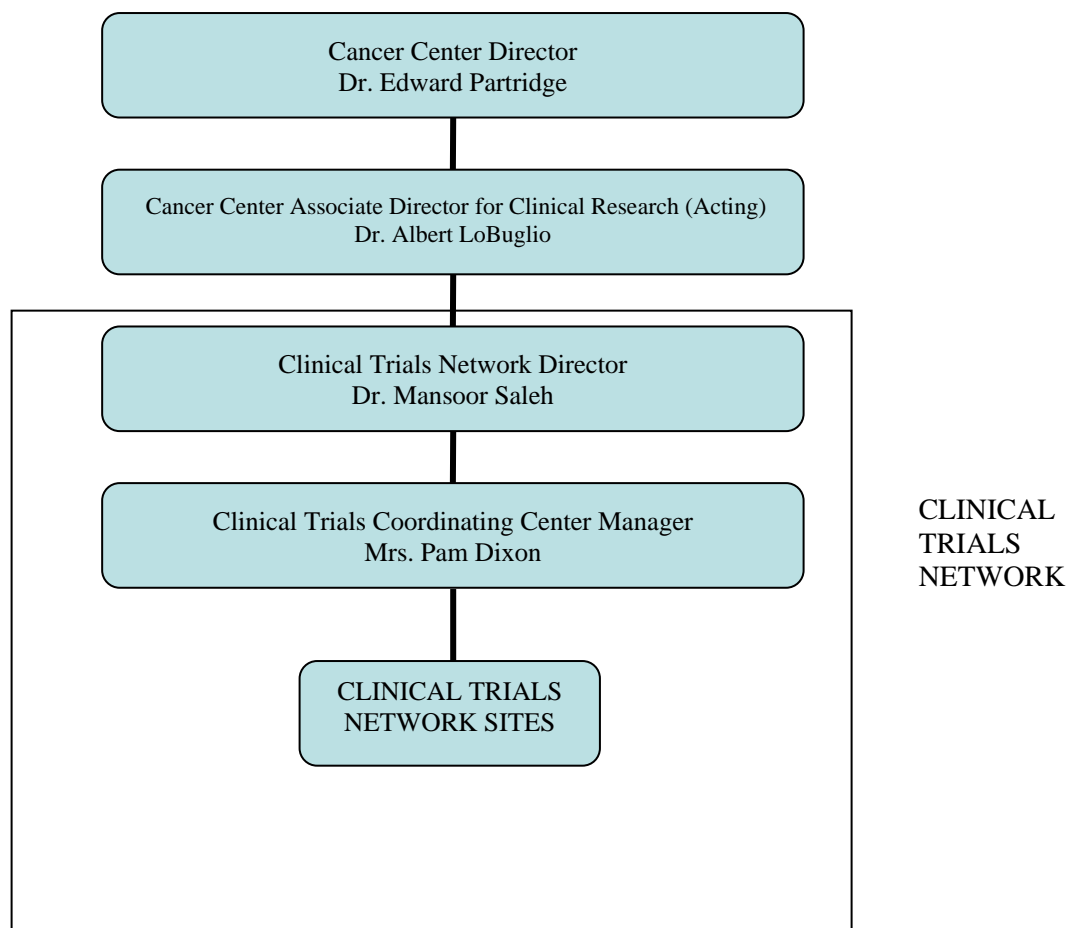 Cancer Center Director
Dr. Edward Partridge
Cancer Center Associate Director for Clinical Research (Acting)
Dr. Albert LoBuglio
Clinical Trials Network Director
Dr. Mansoor Saleh
Clinical Trials Coordinating Center Manager
Mrs. Pam Dixon
CLINICAL TRIALS
NETWORK SITES
CLINICAL
TRIALS
NETWORK